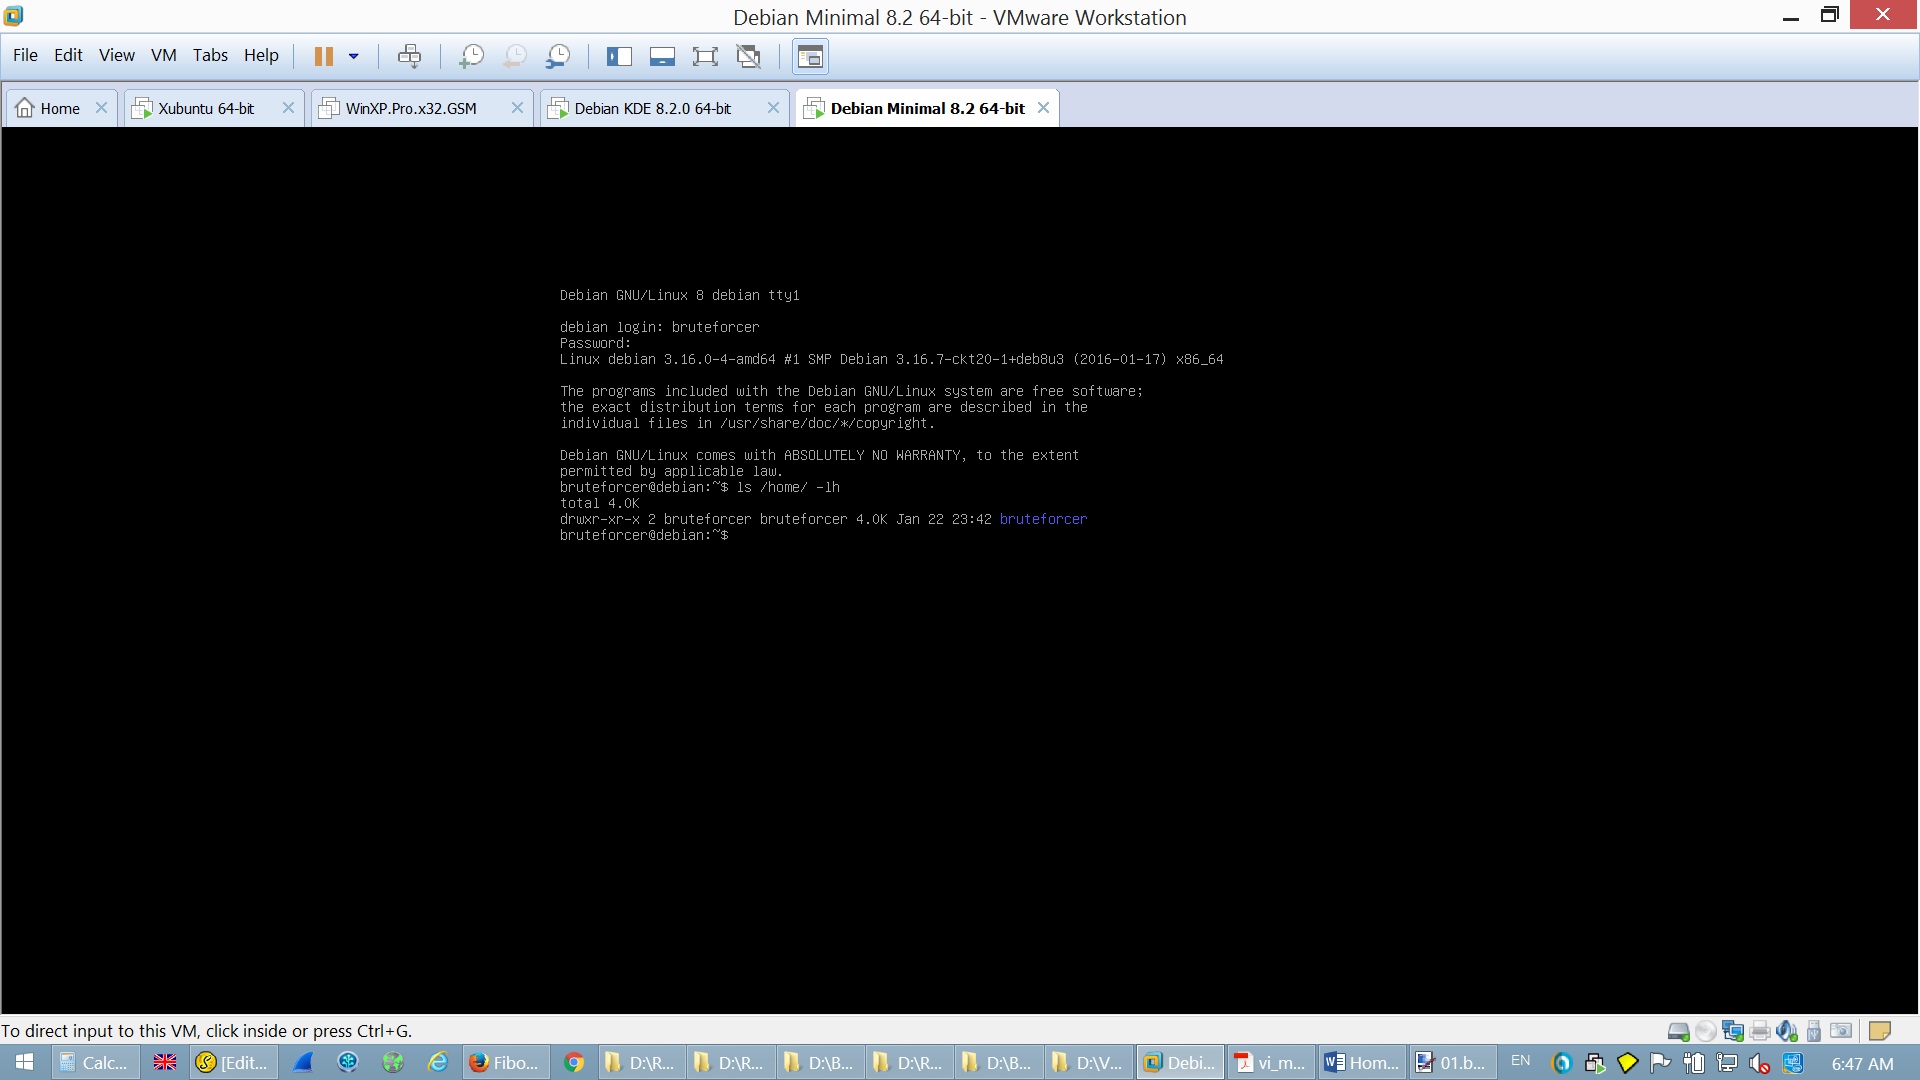 Debian Minimal 8.2 64-bit - VMware Workstation
File Edit View VM Tabs Help
Home Xubuntu 64-bit WinXP.Pro.x32.GSM Debian KDE 8.2.0 64-bit Debian Minimal 8.2 64-bit
Debian GNU/Linux 8 debian tty1
debian login: bruteforcer
Password:
Linux debian 3.16.0-4-amd64 #1 SMP Debian 3.16.7-ckt20-1+deb8u3 (2016-01-17) x86_64
The programs included with the Debian GNU/Linux system are free software;
the exact distribution terms for each program are described in the
individual files in /usr/share/doc/*/copyright.
Debian GNU/Linux comes with ABSOLUTELY NO WARRANTY, to the extent
permitted by applicable law.
bruteforcer@debian:~$ ls /home/ -lh
total 4.0K
drwxr-xr-x 2 bruteforcer bruteforcer 4.0K Jan 22 23:42 bruteforcer
bruteforcer@debian:~$
To direct input to this VM, click inside or press Ctrl+G.
Calc... [Edit... Fibo... D:\R... D:\R... D:\B... D:\R... D:\B... D:\V... Debi... vi_m... Hom... 01.b... EN 6:47 AM